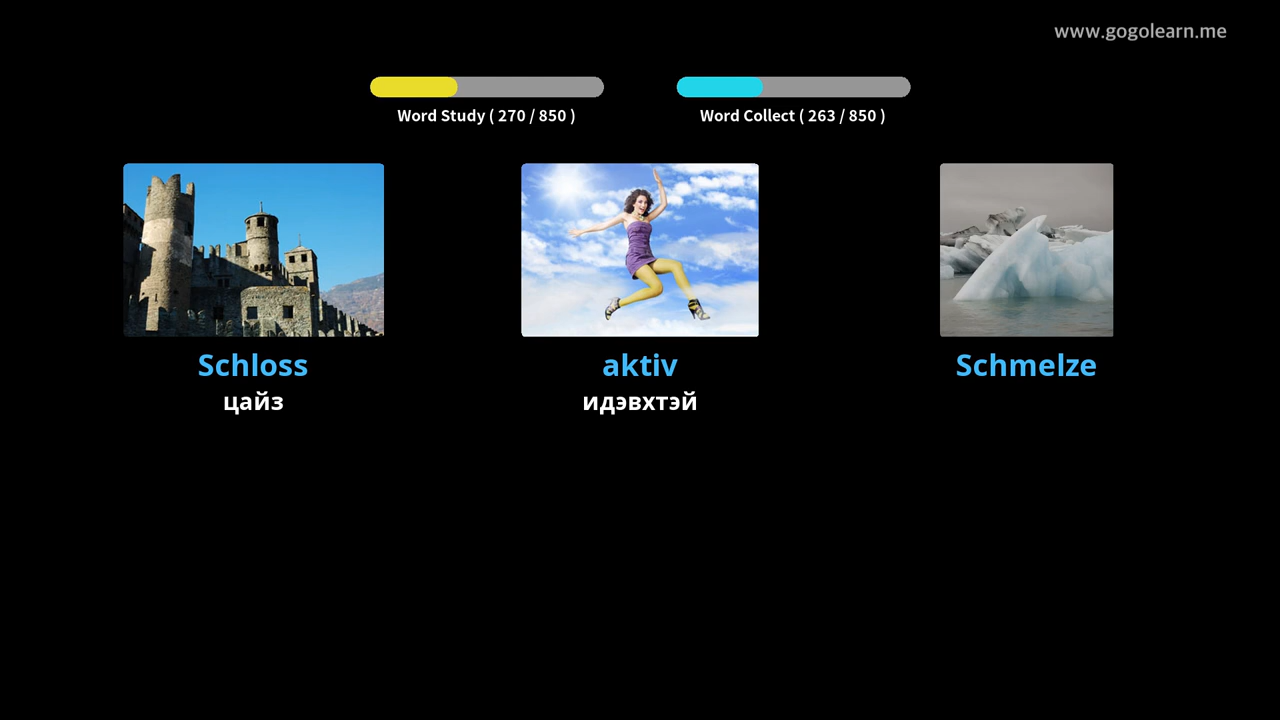 www.gogolearn.me
Word Study ( 270 / 850 )
Word Collect ( 263 / 850 )
Schloss
цайз
aktiv
идэвхтэй
Schmelze